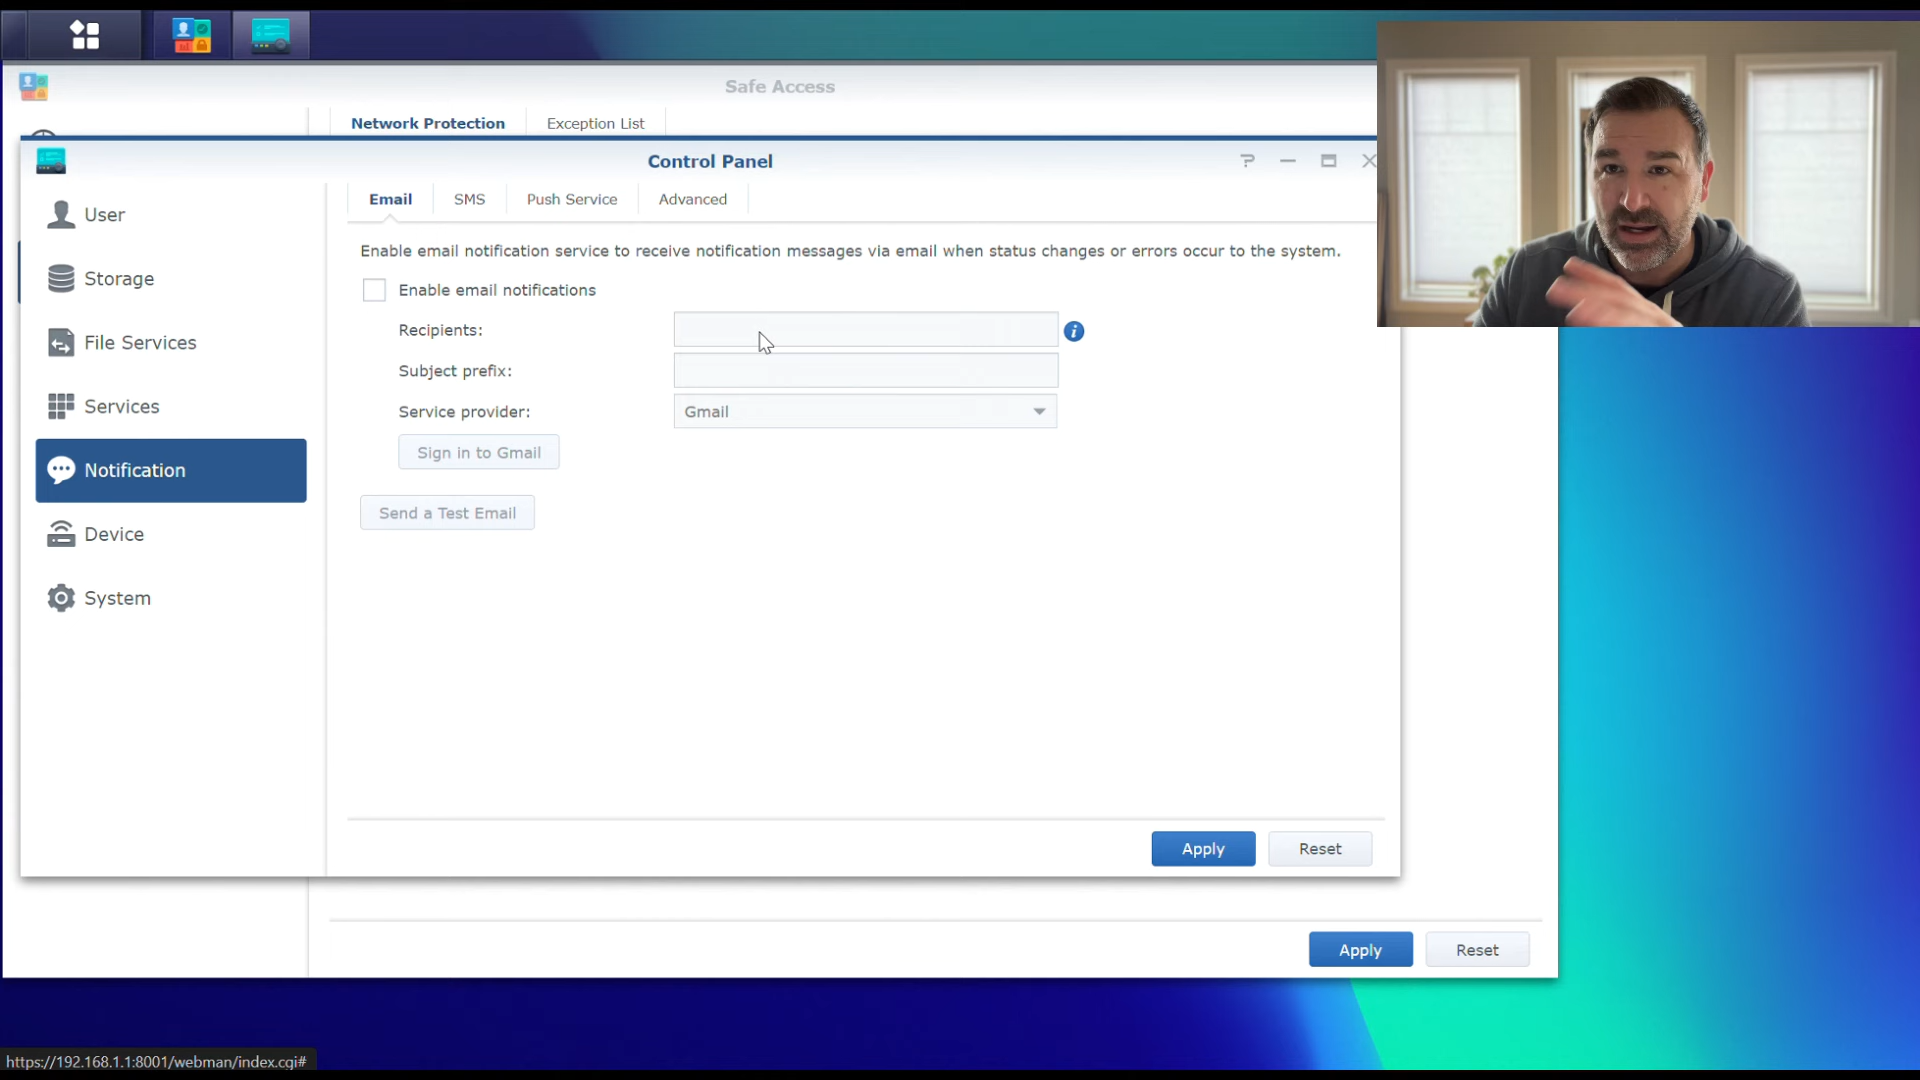 Safe Access
Network Protection
Exception List
Control Panel
User
Storage
File Services
Services
Notification
Device
System
Email
SMS
Push Service
Advanced
Enable email notification service to receive notification messages via email when status changes or errors occur to the system.
Enable email notifications
Recipients:
Subject prefix:
Service provider:
Gmail
Sign in to Gmail
Send a Test Email
Apply
Reset
Apply
Reset
https://192.168.1.1:8001/webman/index.cgi#